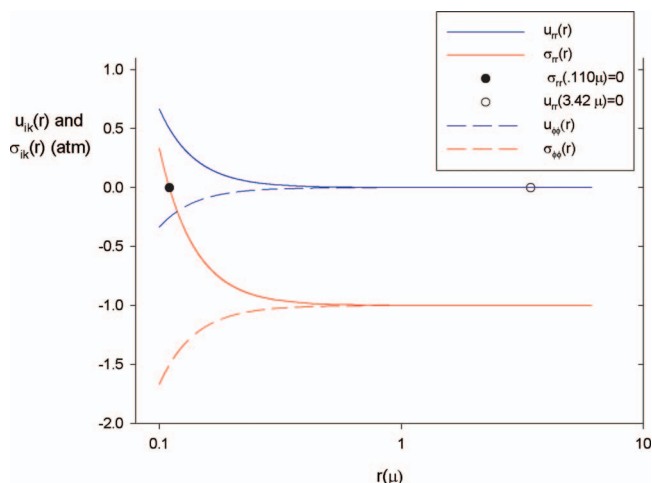 u_rr(r)
σ_rr(r)
σ_rr(.110μ)=0
u_rr(3.42 μ)=0
u_ϕϕ(r)
σ_ϕϕ(r)
u_ik(r) and
σ_ik(r) (atm)
1.0
0.5
0.0
-0.5
-1.0
-1.5
-2.0
0.1 1 10
r(μ)